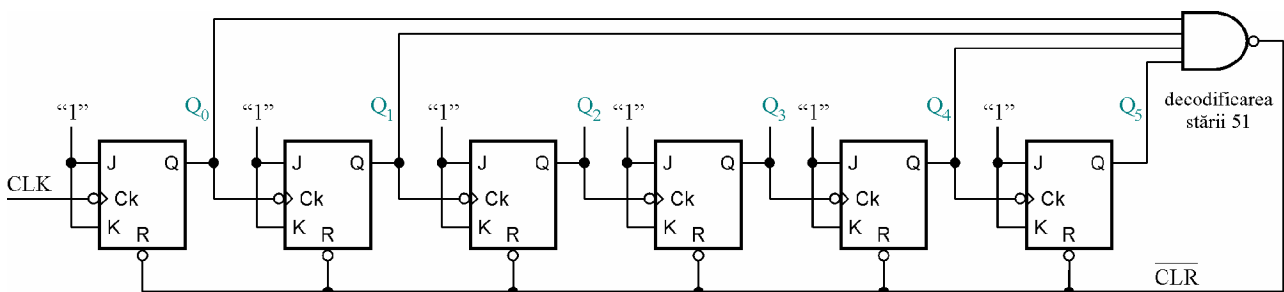 “1” Q0 “1” Q1 “1” Q2 “1” Q3 “1” Q4 “1” Q5
decodificarea
stării 51
J Q J Q J Q J Q J Q J Q
CLK
Ck Ck Ck Ck Ck Ck
K K K K K K
R R R R R R
CLR